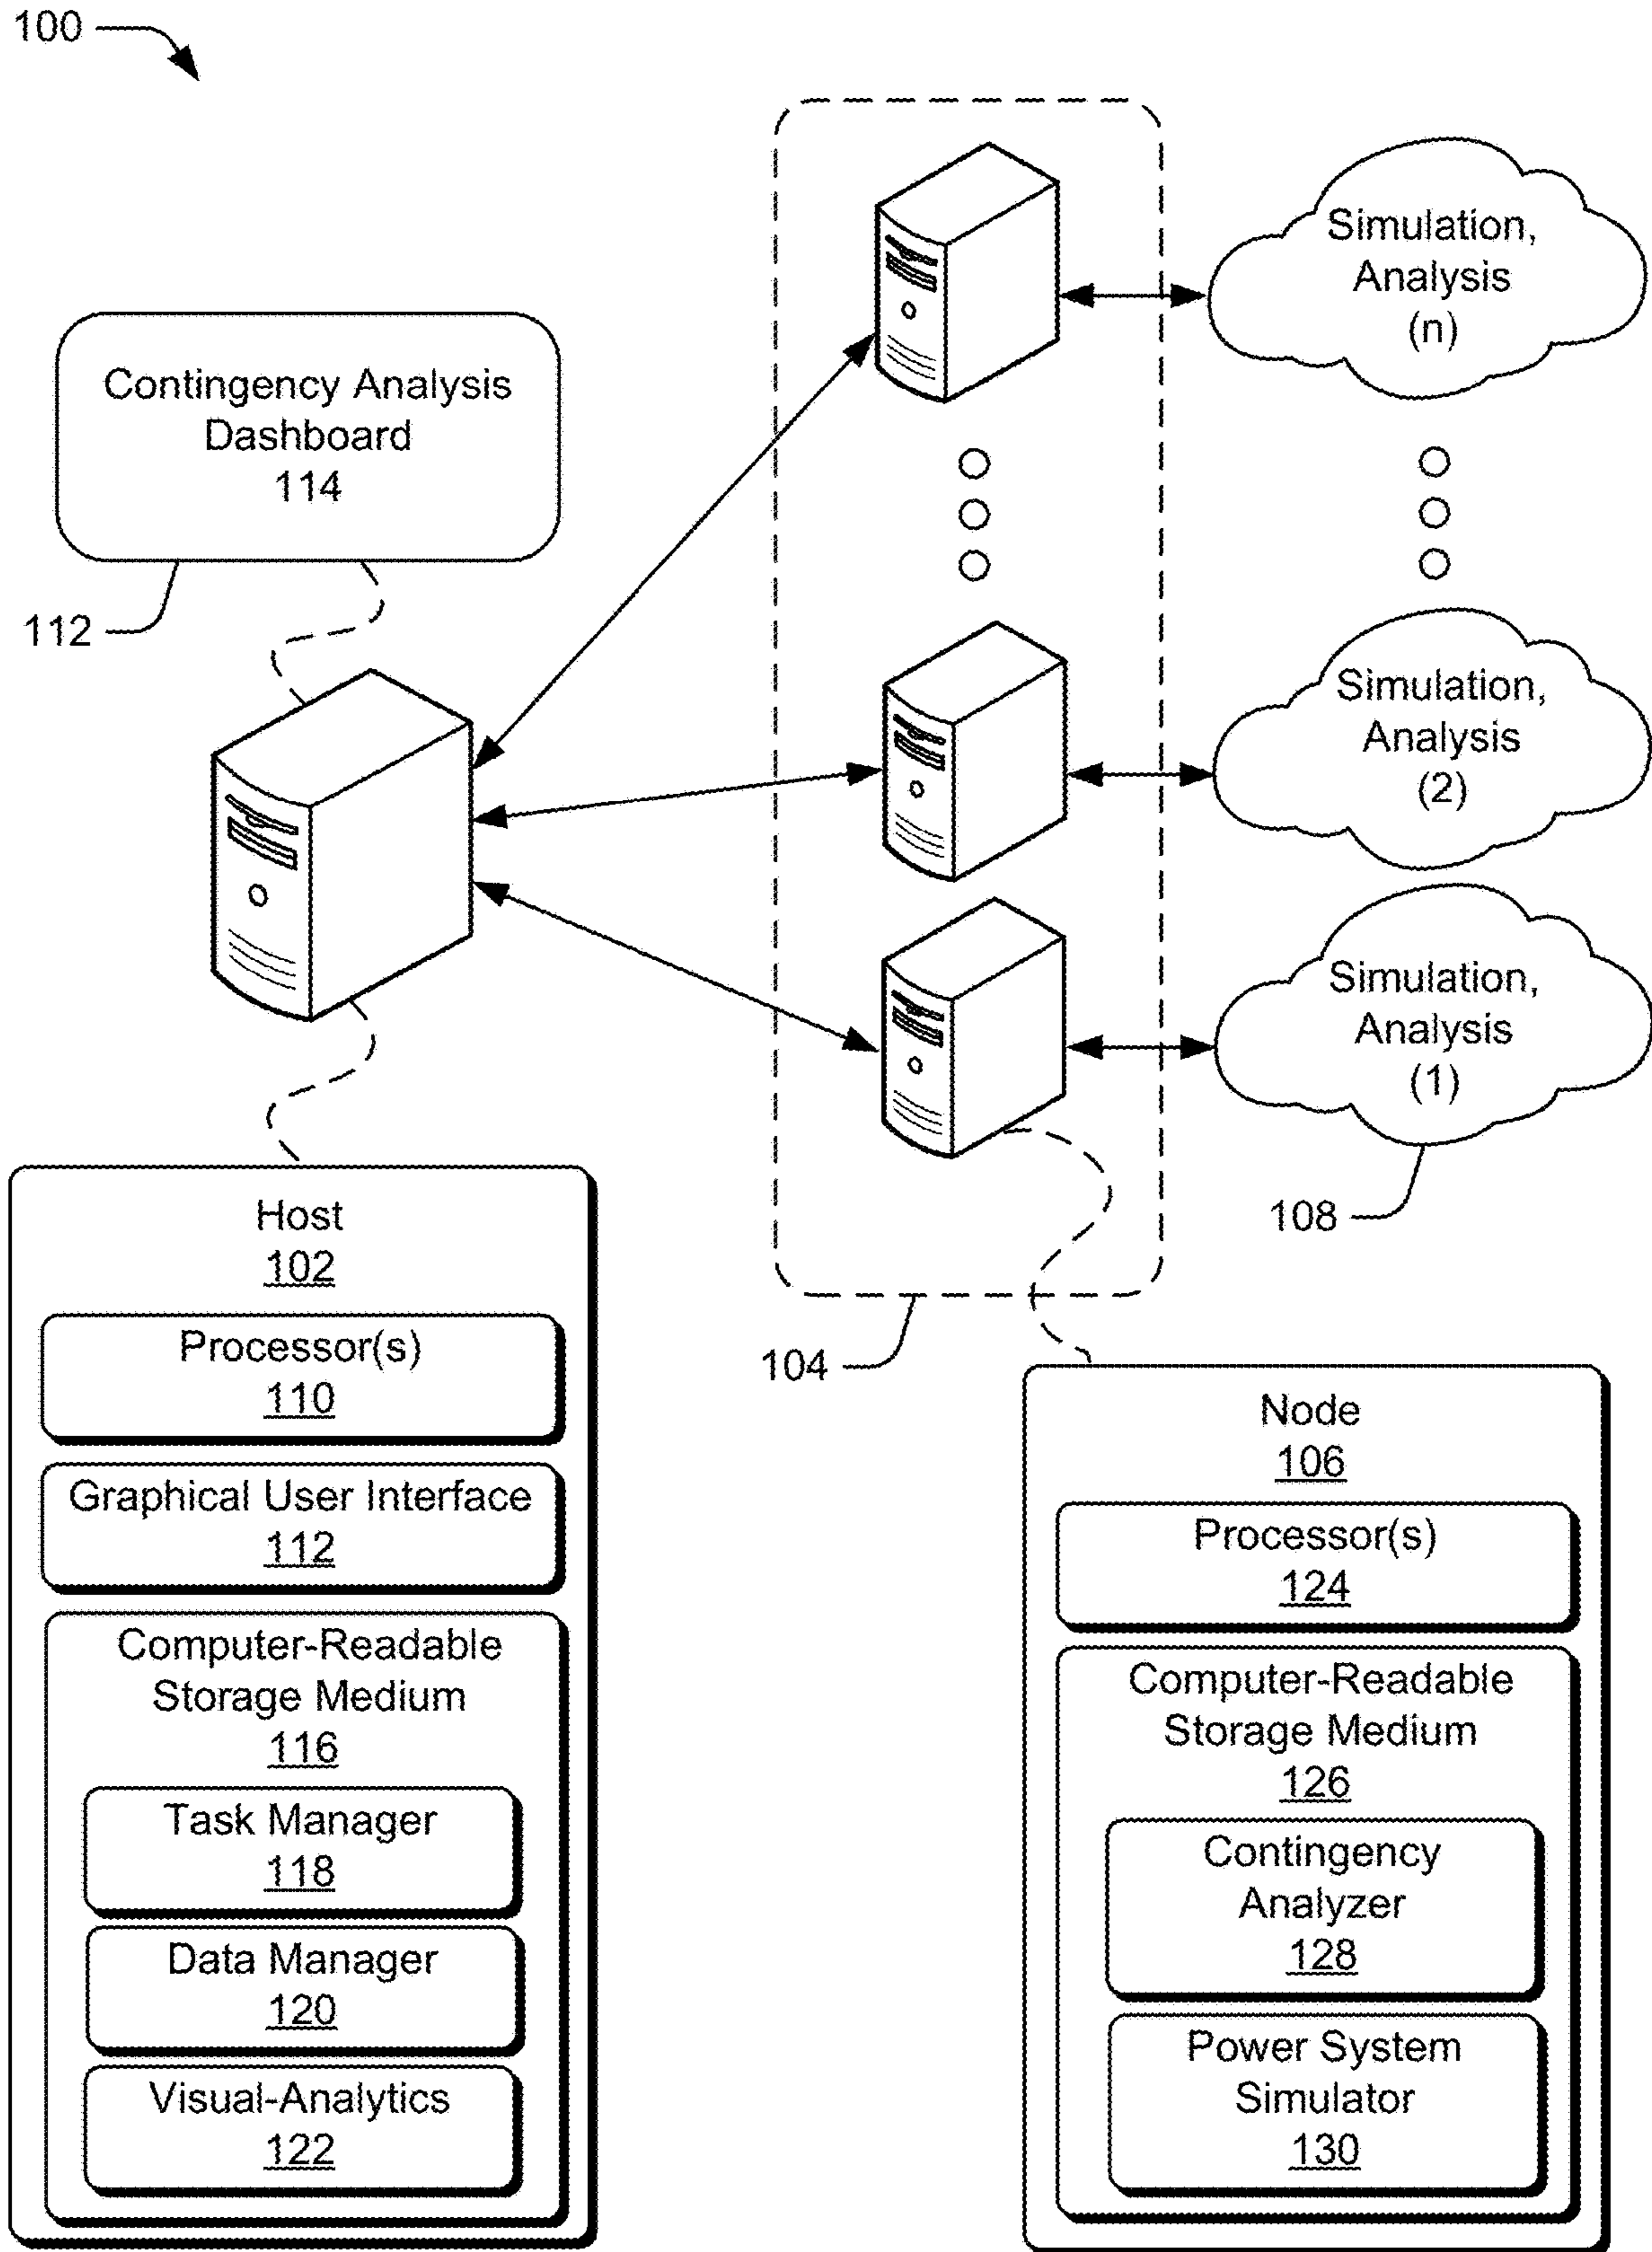 100
Simulation,
Analysis
(n)
Contingency Analysis
Dashboard
114
112
Simulation,
Analysis
(2)
Simulation,
Analysis
(1)
108
104
Host
102
Processor(s)
110
Graphical User Interface
112
Computer-Readable
Storage Medium
116
Task Manager
118
Data Manager
120
Visual-Analytics
122
Node
106
Processor(s)
124
Computer-Readable
Storage Medium
126
Contingency
Analyzer
128
Power System
Simulator
130